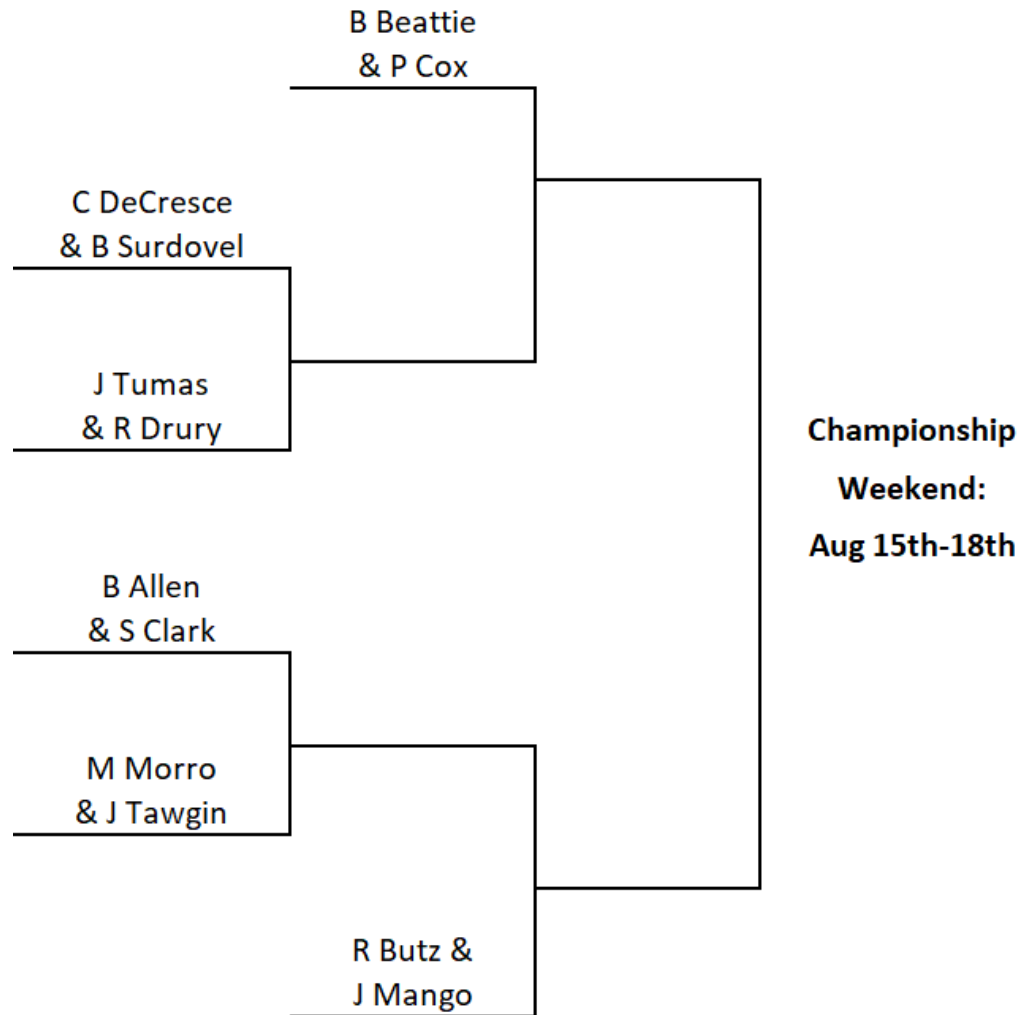 B Beattie
& P Cox
C DeCresce
& B Surdovel
J Tumas
& R Drury
Championship
Weekend:
Aug 15th-18th
B Allen
& S Clark
M Morro
& J Tawgin
R Butz &
J Mango